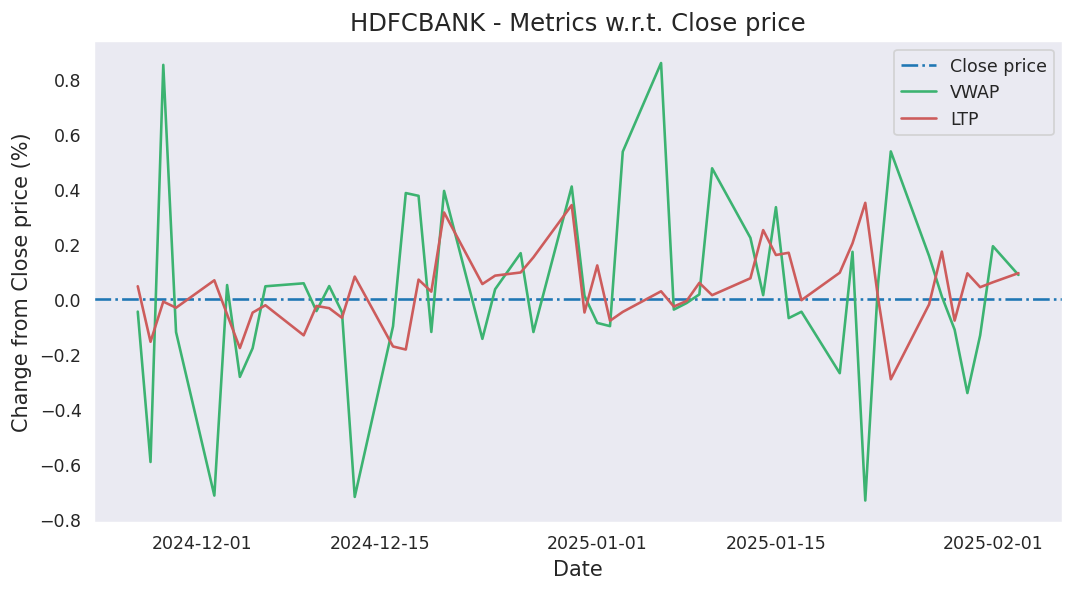 HDFCBANK - Metrics w.r.t. Close price
Close price
VWAP
LTP
Change from Close price (%)
0.8
0.6
0.4
0.2
0.0
−0.2
−0.4
−0.6
−0.8
2024-12-01
2024-12-15
2025-01-01
2025-01-15
2025-02-01
Date